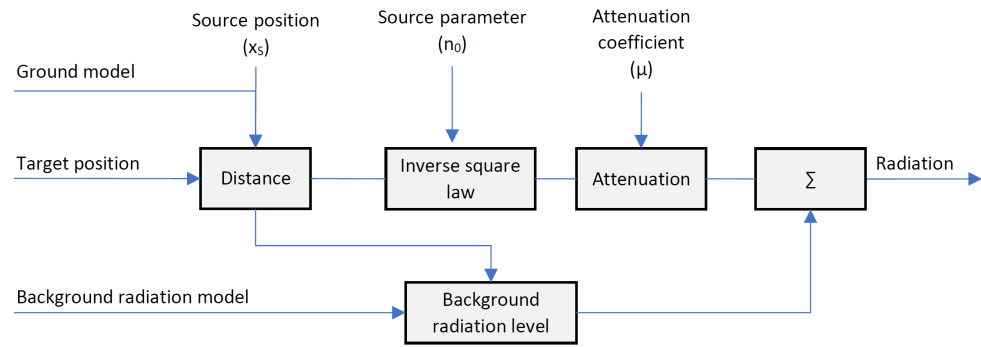 Source position
(xS)
Source parameter
(n0)
Attenuation
coefficient
(μ)
Ground model
Target position
Distance
Inverse square
law
Attenuation
∑
Radiation
Background radiation model
Background
radiation level